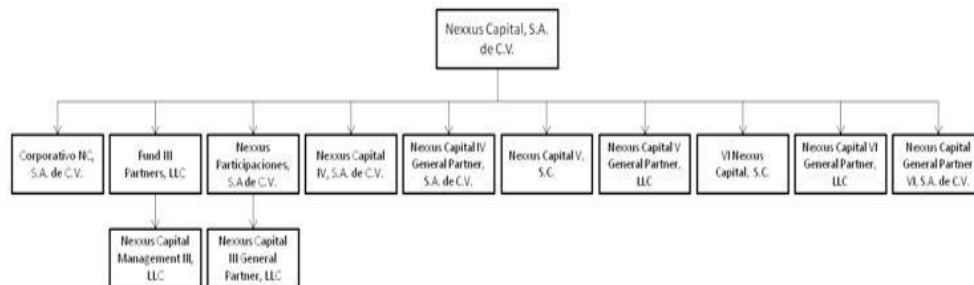 Nexxus Capital, S.A.
de C.V.
Corporativo NC,
S.A. de C.V.
Fund III
Partners, LLC
Nexxus
Participaciones,
S.A de C.V.
Nexxus Capital
IV, S.A. de C.V.
Nexxus Capital IV
General Partner,
S.A. de C.V.
Nexxus Capital V,
S.C.
Nexxus Capital V
General Partner,
LLC
VI Nexxus
Capital, S.C.
Nexxus Capital VI
General Partner,
LLC
Nexxus Capital
General Partner
VI, S.A. de C.V.
Nexxus Capital
Management III,
LLC
Nexxus Capital
III General
Partner, LLC